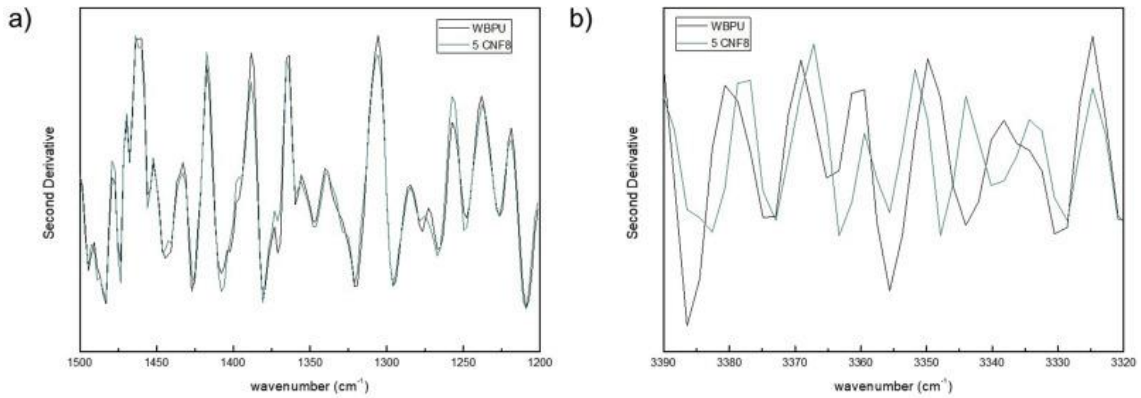 a)
WBPU
5 CNF8
Second Derivative
1500 1450 1400 1350 1300 1250 1200
wavenumber (cm⁻¹)
b)
WBPU
5 CNF8
Second Derivative
3390 3380 3370 3360 3350 3340 3330 3320
wavenumber (cm⁻¹)